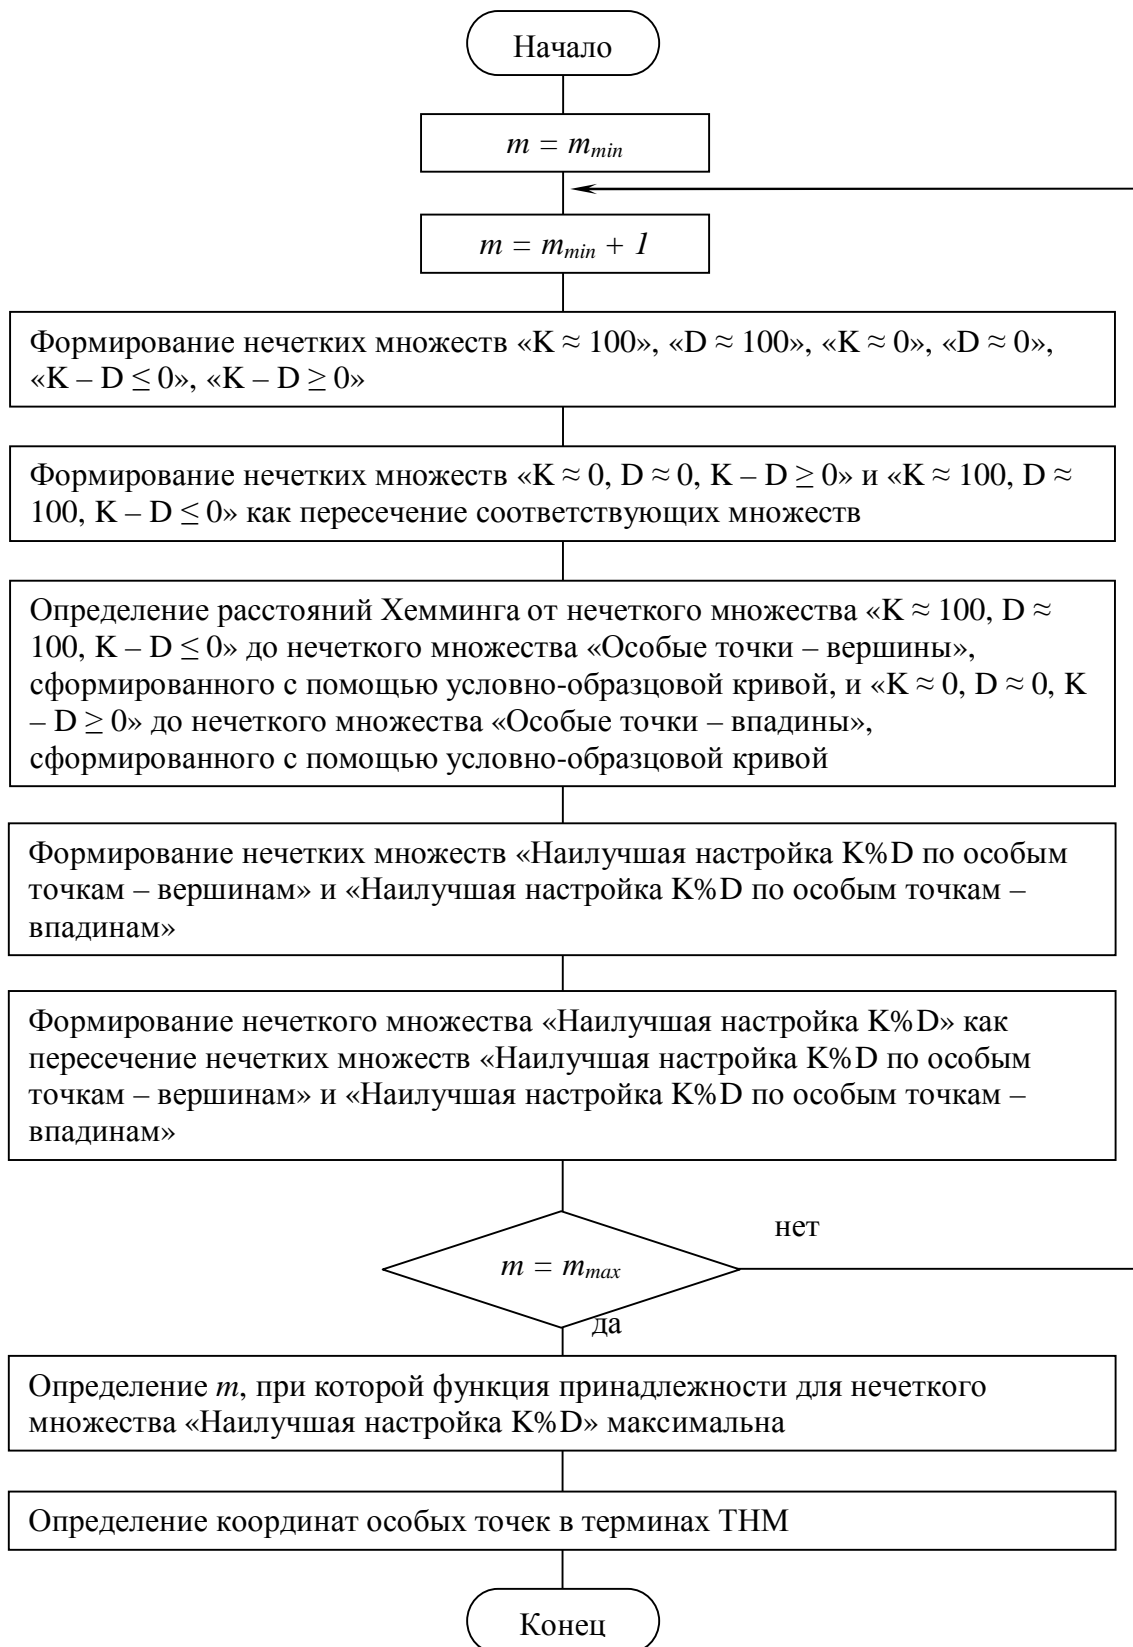 Начало
m = mmin
m = mmin + 1
Формирование нечетких множеств «K ≈ 100», «D ≈ 100», «K ≈ 0», «D ≈ 0»,
«K – D ≤ 0», «K – D ≥ 0»
Формирование нечетких множеств «K ≈ 0, D ≈ 0, K – D ≥ 0» и «K ≈ 100, D ≈
100, K – D ≤ 0» как пересечение соответствующих множеств
Определение расстояний Хемминга от нечеткого множества «K ≈ 100, D ≈
100, K – D ≤ 0» до нечеткого множества «Особые точки – вершины»,
сформированного с помощью условно-образцовой кривой, и «K ≈ 0, D ≈ 0, K
– D ≥ 0» до нечеткого множества «Особые точки – впадины»,
сформированного с помощью условно-образцовой кривой
Формирование нечетких множеств «Наилучшая настройка K%D по особым
точкам – вершинам» и «Наилучшая настройка K%D по особым точкам –
впадинам»
Формирование нечеткого множества «Наилучшая настройка K%D» как
пересечение нечетких множеств «Наилучшая настройка K%D по особым
точкам – вершинам» и «Наилучшая настройка K%D по особым точкам –
впадинам»
нет
m = mmax
да
Определение m, при которой функция принадлежности для нечеткого
множества «Наилучшая настройка K%D» максимальна
Определение координат особых точек в терминах ТНМ
Конец